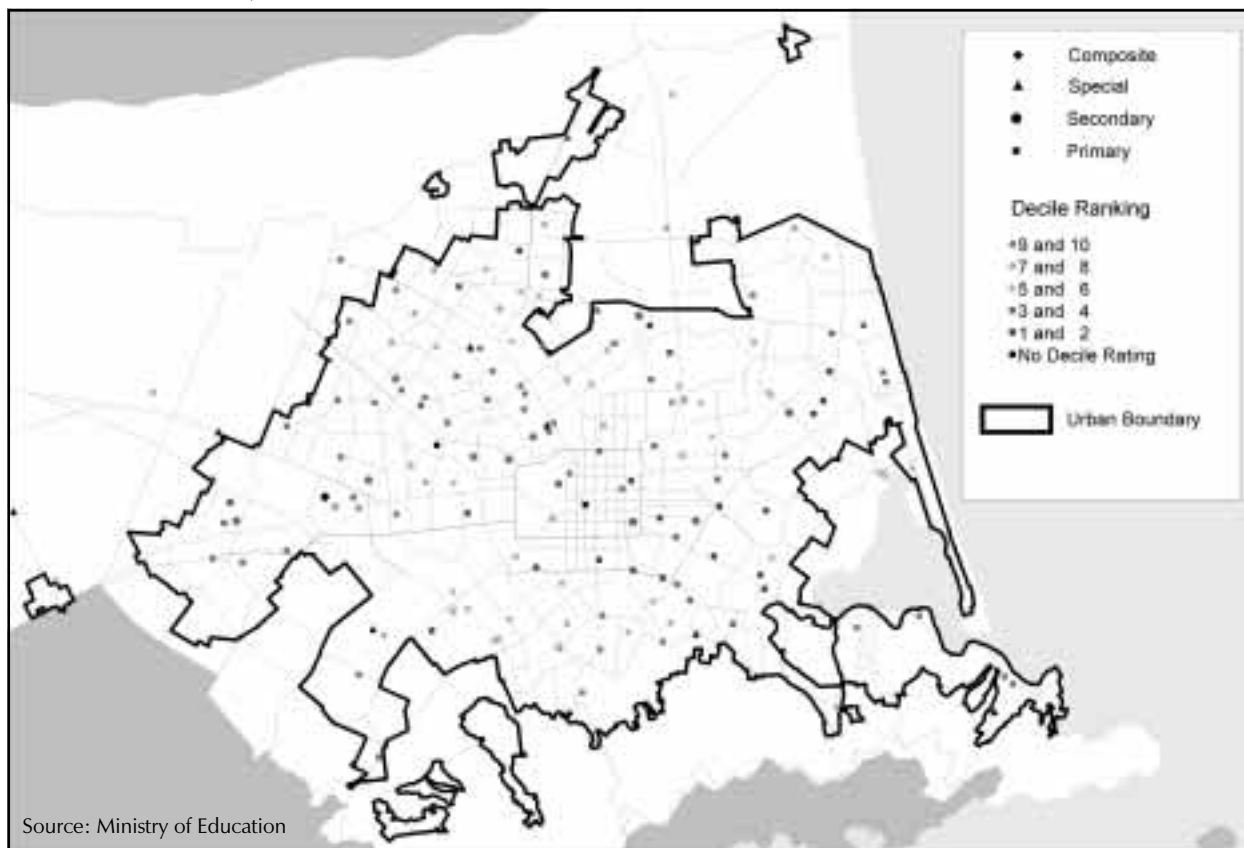 Composite
Special
Secondary
Primary
Decile Ranking
9 and 10
7 and 8
5 and 6
3 and 4
1 and 2
No Decile Rating
Urban Boundary
Source: Ministry of Education